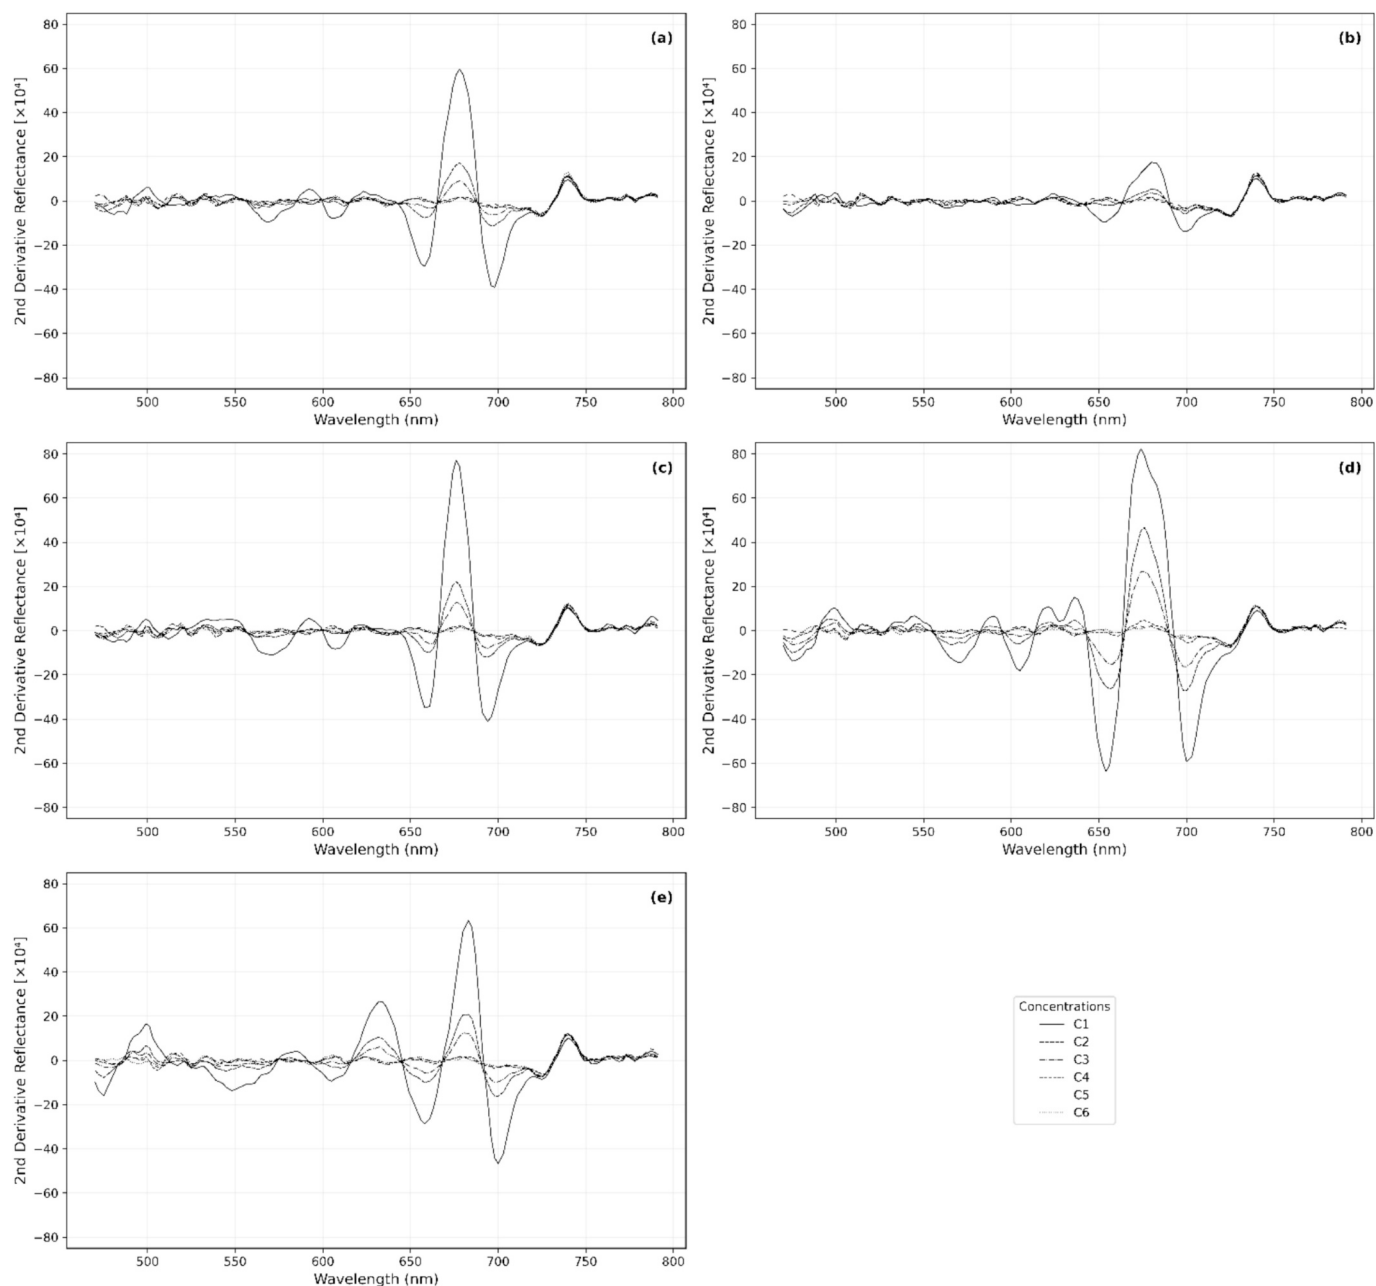 (a)
2nd Derivative Reflectance [×10⁴]
80
60
40
20
0
−20
−40
−60
−80
500 550 600 650 700 750 800
Wavelength (nm)
(b)
2nd Derivative Reflectance [×10⁴]
80
60
40
20
0
−20
−40
−60
−80
500 550 600 650 700 750 800
Wavelength (nm)
(c)
2nd Derivative Reflectance [×10⁴]
80
60
40
20
0
−20
−40
−60
−80
500 550 600 650 700 750 800
Wavelength (nm)
(d)
2nd Derivative Reflectance [×10⁴]
80
60
40
20
0
−20
−40
−60
−80
500 550 600 650 700 750 800
Wavelength (nm)
(e)
2nd Derivative Reflectance [×10⁴]
80
60
40
20
0
−20
−40
−60
−80
500 550 600 650 700 750 800
Wavelength (nm)
Concentrations
C1
C2
C3
C4
C5
C6